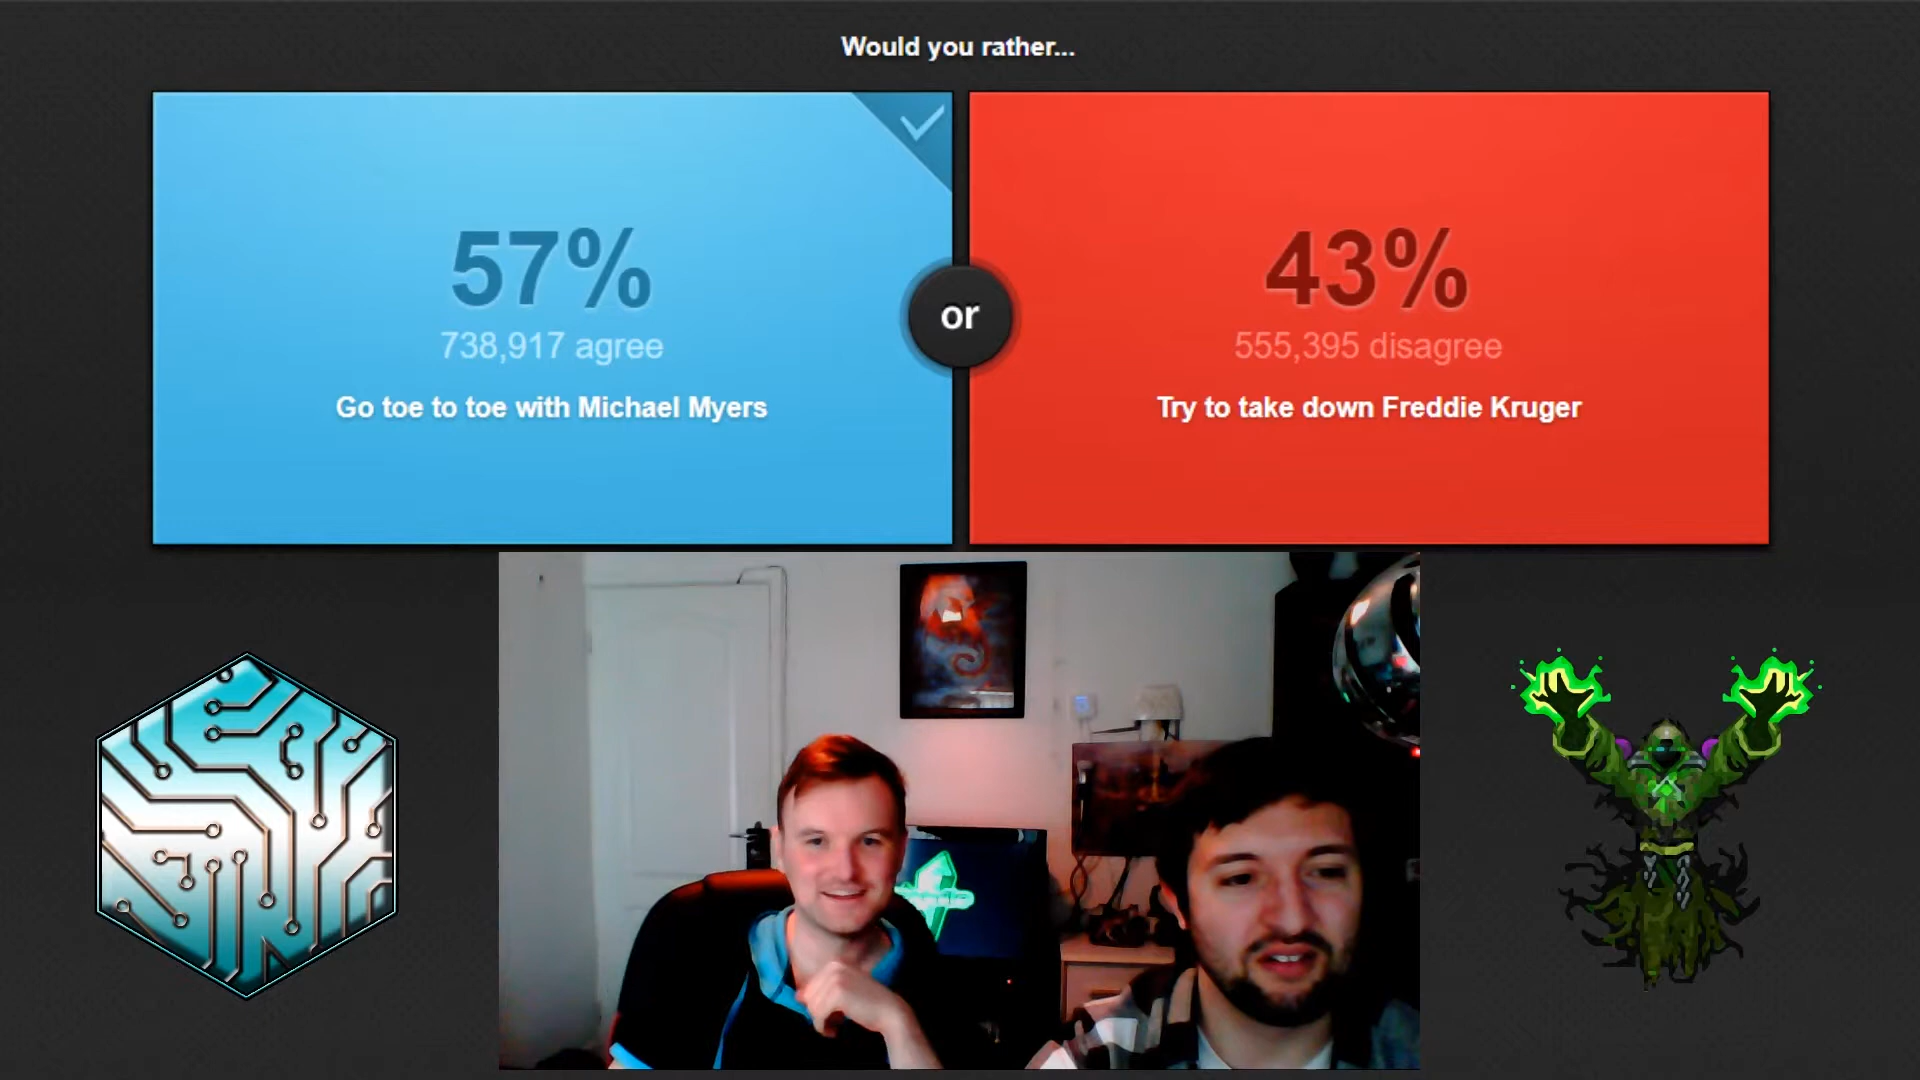 Would you rather...
57%
738,917 agree
Go toe to toe with Michael Myers
or
43%
555,395 disagree
Try to take down Freddie Kruger